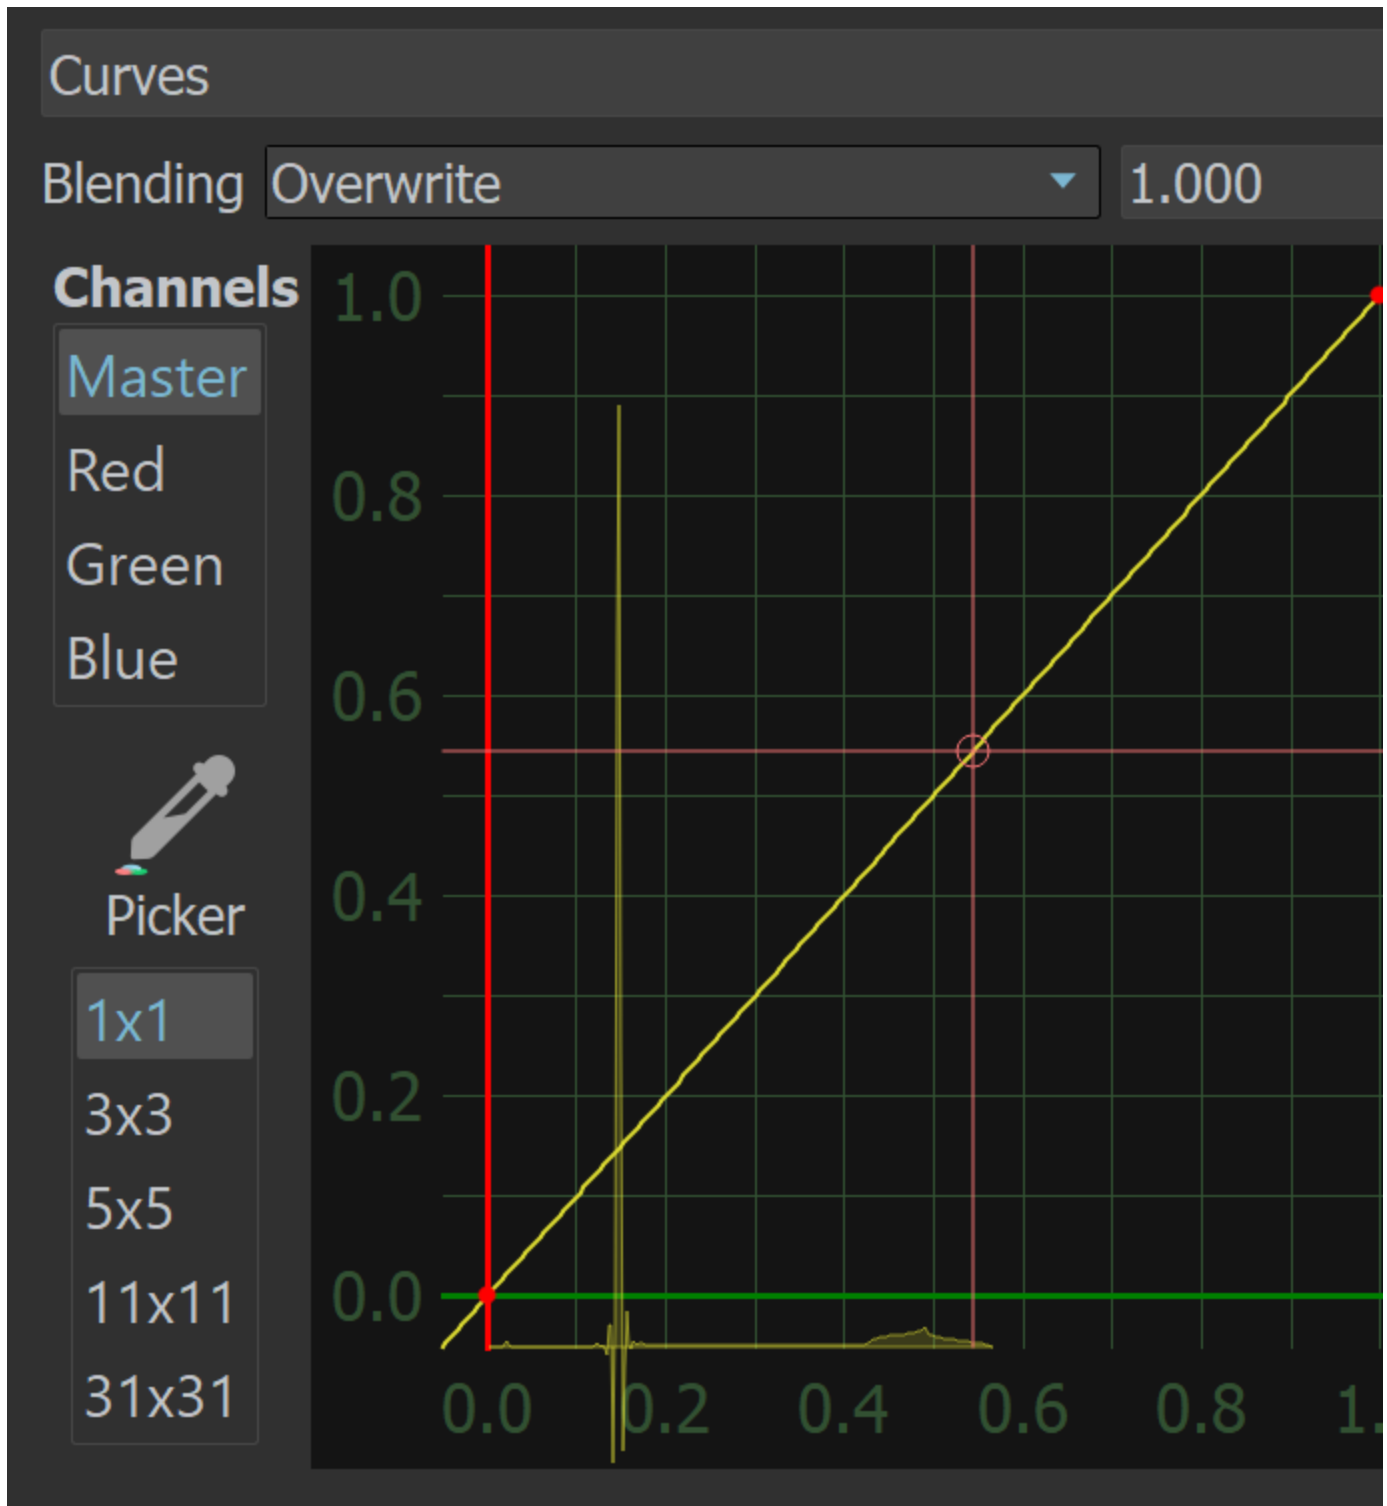 Curves
Blending Overwrite 1.000
Channels
Master
Red
Green
Blue
Picker
1x1
3x3
5x5
11x11
31x31
1.0
0.8
0.6
0.4
0.2
0.0
0.0 0.2 0.4 0.6 0.8 1.